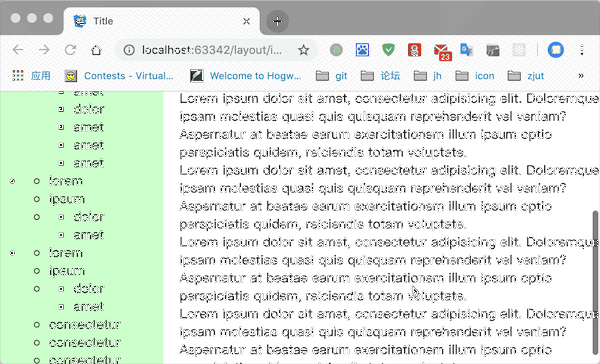 Title
localhost:63342/layout/i...
23
应用
Contests - Virtual...
Welcome to Hogw...
git
论坛
jh
icon
zjut
»
amet
dolor
amet
amet
amet
lorem
ipsum
dolor
amet
lorem
ipsum
dolor
amet
consectetur
consectetur
consectetur
Lorem ipsum dolor sit amet, consectetur adipisicing elit. Doloremque
ipsam molestias quasi quis quisquam reprehenderit vel veniam?
Aspernatur at beatae earum exercitationem illum ipsum optio
perspiciatis quidem, reiciendis totam voluptate.
Lorem ipsum dolor sit amet, consectetur adipisicing elit. Doloremque
ipsam molestias quasi quis quisquam reprehenderit vel veniam?
Aspernatur at beatae earum exercitationem illum ipsum optio
perspiciatis quidem, reiciendis totam voluptate.
Lorem ipsum dolor sit amet, consectetur adipisicing elit. Doloremque
ipsam molestias quasi quis quisquam reprehenderit vel veniam?
Aspernatur at beatae earum exercitationem illum ipsum optio
perspiciatis quidem, reiciendis totam voluptate.
Lorem ipsum dolor sit amet, consectetur adipisicing elit. Doloremque
ipsam molestias quasi quis quisquam reprehenderit vel veniam?
Aspernatur at beatae earum exercitationem illum ipsum optio